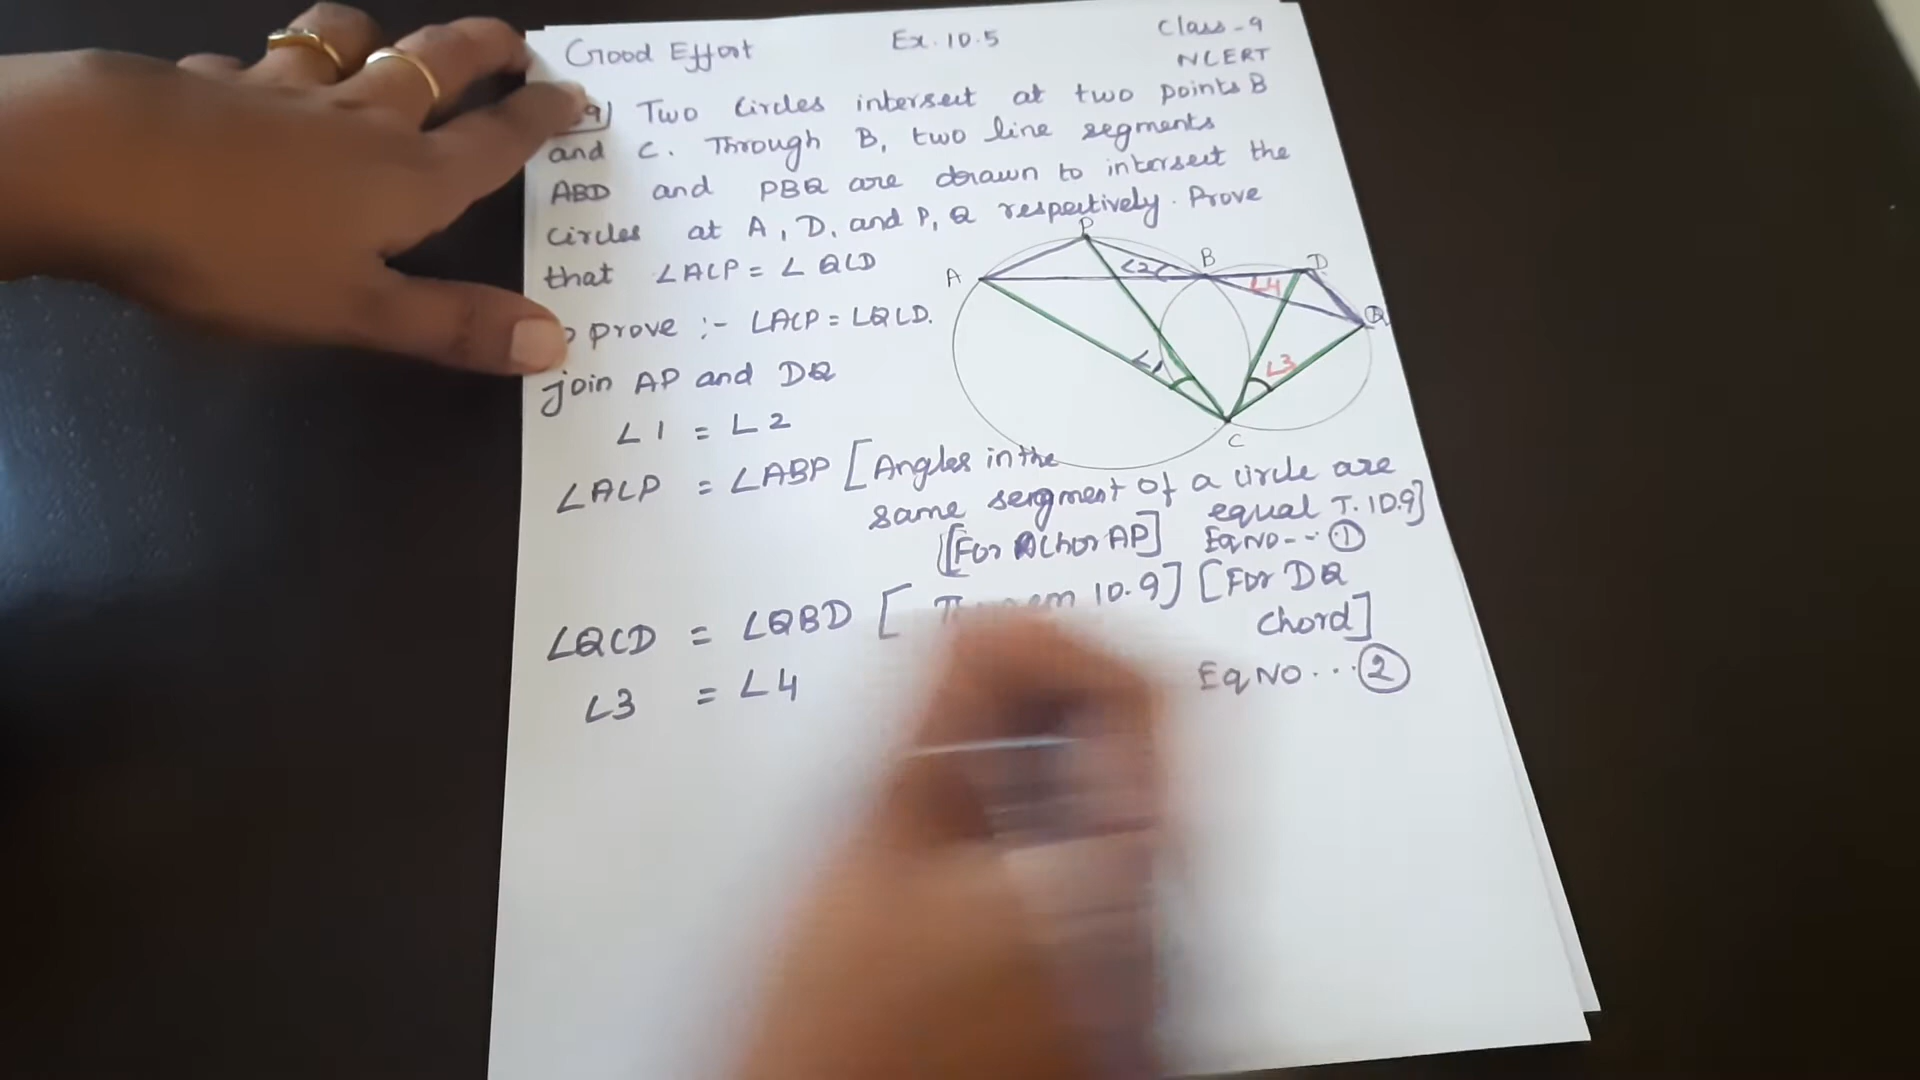 Good Effort
Ex. 10.5
Class - 9
NCERT
9) Two Circles intersect at two points B
and C. Through B, two line segments
ABD and PBQ are drawn to intersect the
circles at A, D, and P, Q respectively. Prove
that ∠ACP = ∠QCD
prove :- ∠ACP = ∠QCD.
join AP and DQ
∠1 = ∠2
∠ACP = ∠ABP [Angles in the
same sergment of a circle are
equal T. 10.9]
[For Chor AP] Eq NO-- ①
∠QCD = ∠QBD [ 10.9] [For DQ
chord]
∠3 = ∠4 Eq NO... ②
P
A
B
D
Q
C
∠2
∠4
∠1
∠3